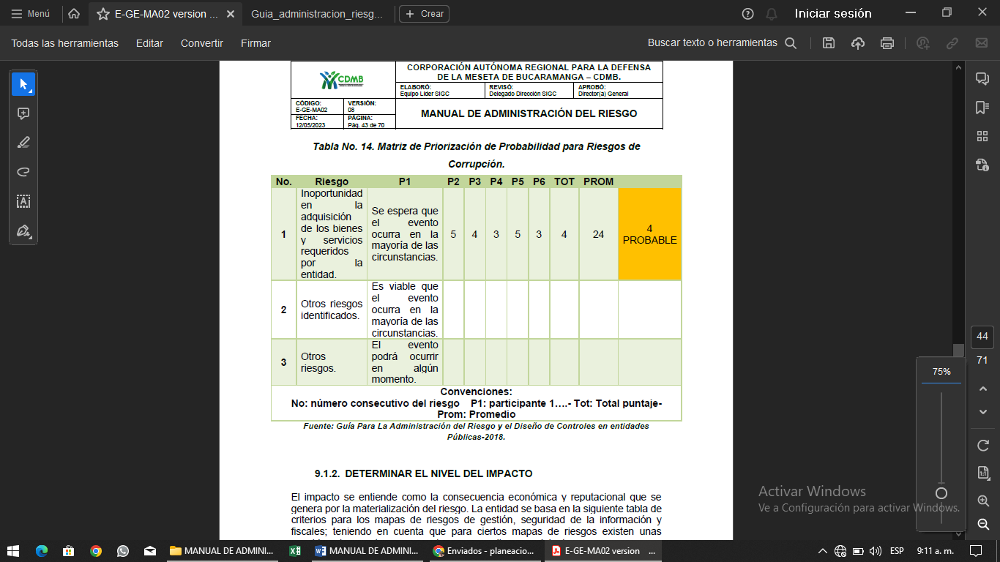 Menú
E-GE-MA02 version ...
Guia_administracion_riesg...
Crear
Iniciar sesión
Todas las herramientas
Editar
Convertir
Firmar
Buscar texto o herramientas
CDMB
CORPORACIÓN AUTÓNOMA REGIONAL PARA LA DEFENSA
DE LA MESETA DE BUCARAMANGA – CDMB.
ELABORÓ:
Equipo Líder SIGC
REVISÓ:
Delegado Dirección SIGC
APROBÓ:
Director(a) General
CÓDIGO:
E-GE-MA02
VERSIÓN:
08
FECHA:
12/05/2023
PÁGINA:
Pág. 43 de 70
MANUAL DE ADMINISTRACIÓN DEL RIESGO
Tabla No. 14. Matriz de Priorización de Probabilidad para Riesgos de
Corrupción.
No. Riesgo P1 P2 P3 P4 P5 P6 TOT PROM
1
Inoportunidad
en la
adquisición
de los bienes
y servicios
requeridos
por la
entidad.
Se espera que
el evento
ocurra en la
mayoría de las
circunstancias.
5 4 3 5 3 4 24
4
PROBABLE
2
Otros riesgos
identificados.
Es viable que
el evento
ocurra en la
mayoría de las
circunstancias.
3
Otros
riesgos.
El evento
podrá ocurrir
en algún
momento.
Convenciones:
No: número consecutivo del riesgo P1: participante 1….- Tot: Total puntaje-
Prom: Promedio
Fuente: Guía Para La Administración del Riesgo y el Diseño de Controles en entidades
Públicas-2018.
9.1.2. DETERMINAR EL NIVEL DEL IMPACTO
El impacto se entiende como la consecuencia económica y reputacional que se
genera por la materialización del riesgo. La entidad se basa en la siguiente tabla de
criterios para los mapas de riesgos de gestión, seguridad de la información y
fiscales; teniendo en cuenta que para ciertos mapas de riesgos existen unas
44
71
75%
Activar Windows
Ve a Configuración para activar Windows.
MANUAL DE ADMINI...
MANUAL DE ADMINI...
Enviados - planeacio...
E-GE-MA02 version ...
ESP
9:11 a. m.